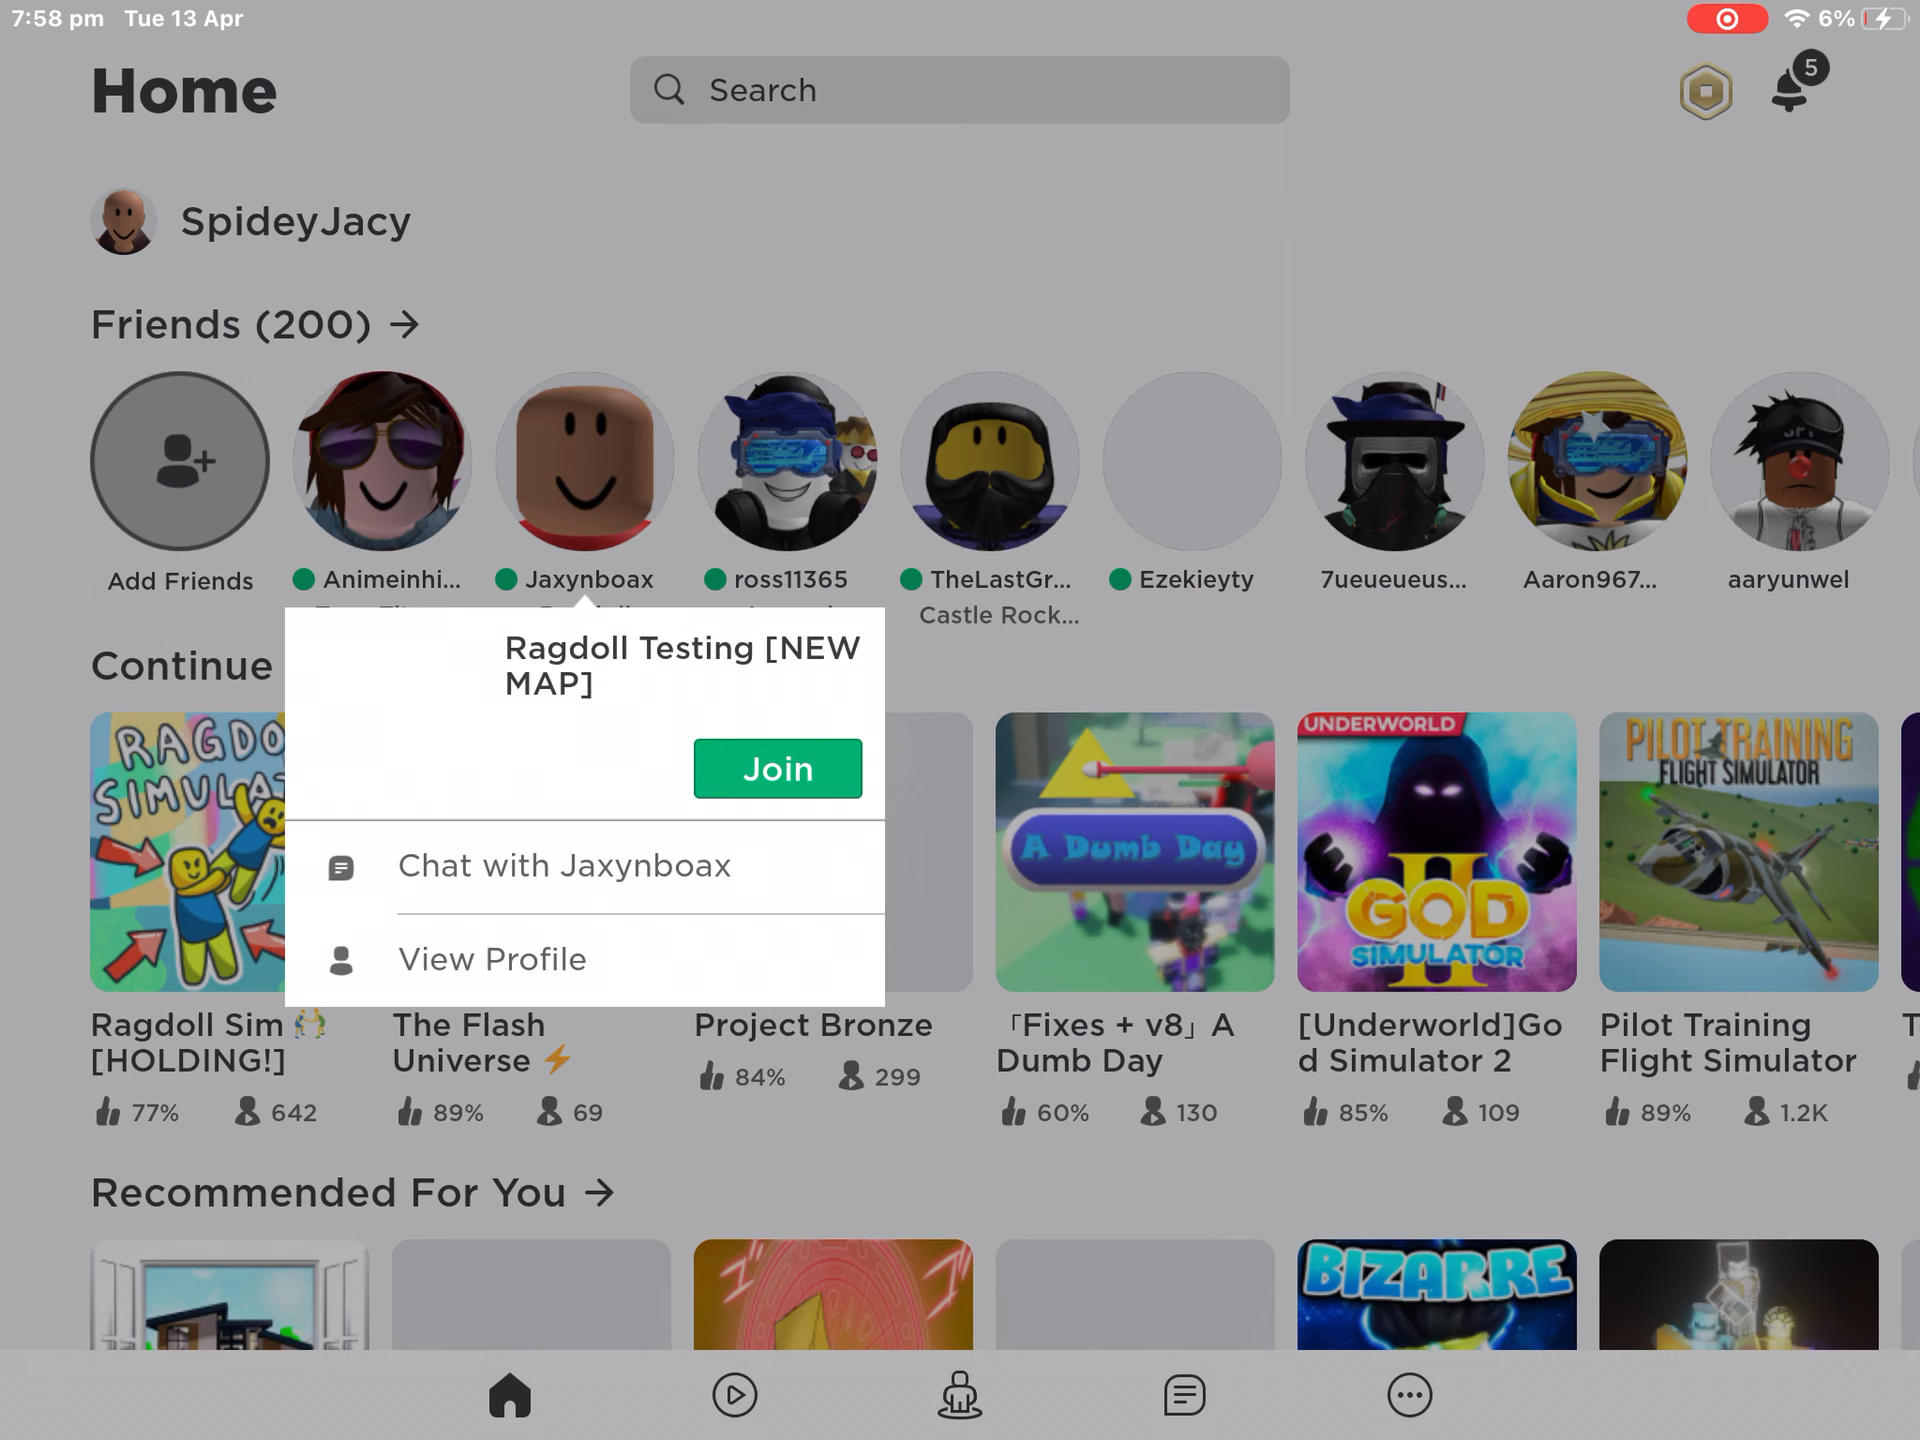 7:58 pm Tue 13 Apr
6%
Home
Search
5
SpideyJacy
Friends (200) →
Add Friends
Animeinhi...
Jaxynboax
ross11365
TheLastGr...
Castle Rock...
Ezekieyty
7ueueueus...
Aaron967...
aaryunwel
Ragdoll Testing [NEW
MAP]
Join
Chat with Jaxynboax
View Profile
Continue
RAGDO
SIMULAT
A Dumb Day
UNDERWORLD
II
GOD
SIMULATOR
PILOT TRAINING
FLIGHT SIMULATOR
Ragdoll Sim 🤼
[HOLDING!]
77% 642
The Flash
Universe ⚡
89% 69
Project Bronze
84% 299
「Fixes + v8」 A
Dumb Day
60% 130
[Underworld]Go
d Simulator 2
85% 109
Pilot Training
Flight Simulator
89% 1.2K
Recommended For You →
BIZARRE